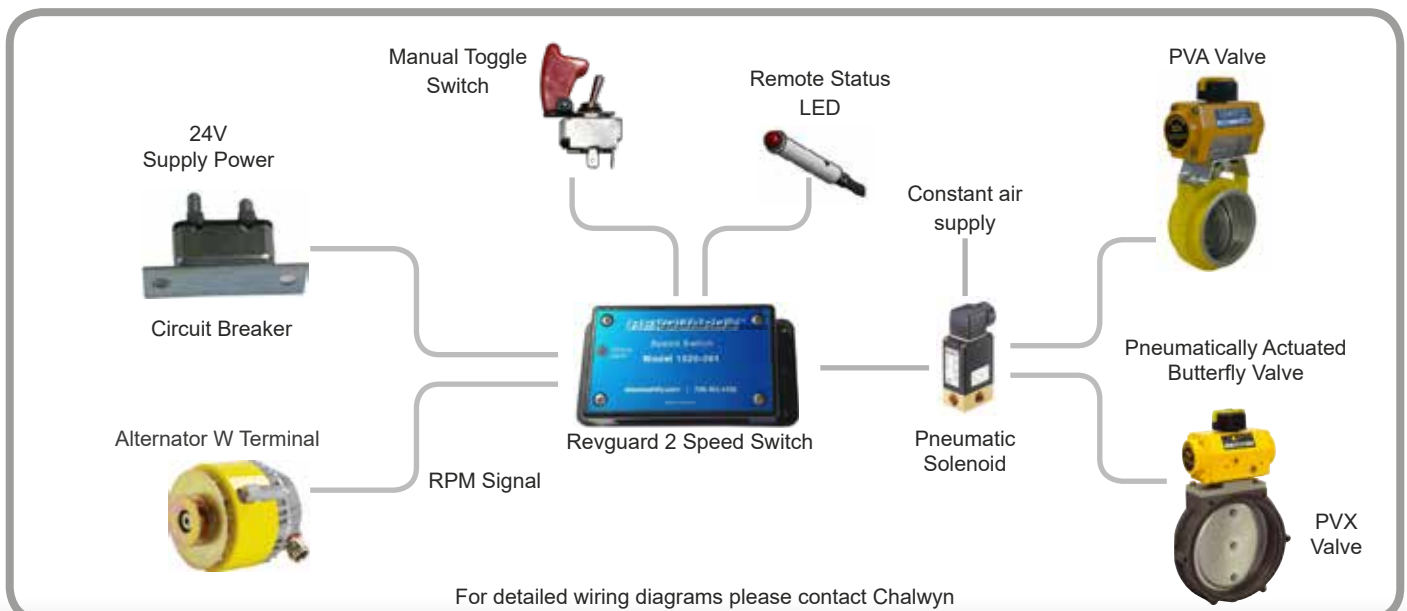 Manual Toggle
Switch
Remote Status
LED
PVA Valve
24V
Supply Power
Constant air
supply
Circuit Breaker
Speed Switch
Model 1520-001
Pneumatically Actuated
Butterfly Valve
Alternator W Terminal
Revguard 2 Speed Switch
Pneumatic
Solenoid
RPM Signal
PVX
Valve
For detailed wiring diagrams please contact Chalwyn